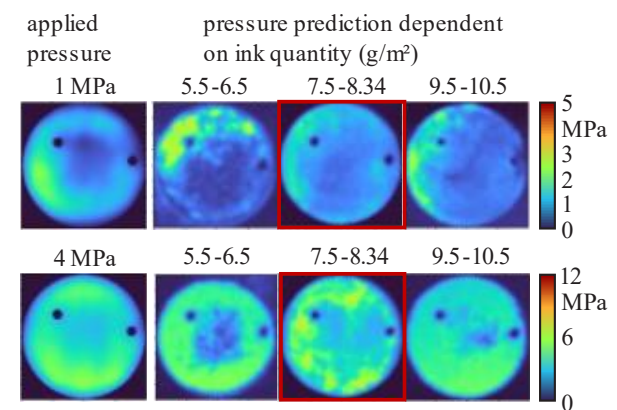 applied pressure prediction dependent
pressure on ink quantity (g/m²)
1 MPa 5.5-6.5 7.5-8.34 9.5-10.5
5
MPa
3
2
1
0
4 MPa 5.5-6.5 7.5-8.34 9.5-10.5
12
MPa
6
0